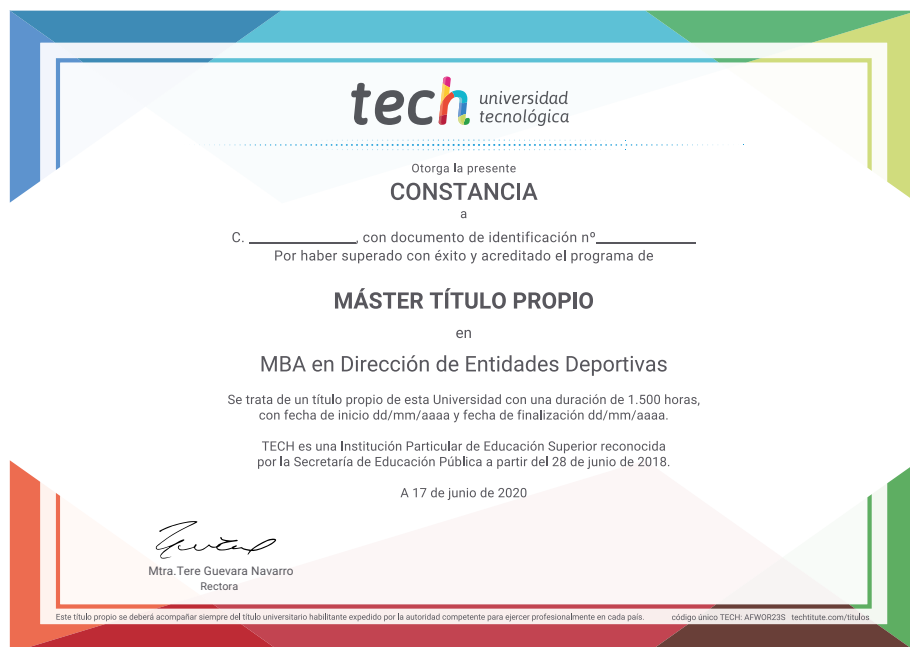 tech universidad
tecnológica
Otorga la presente
CONSTANCIA
a
C. ____________, con documento de identificación nº___________
Por haber superado con éxito y acreditado el programa de
MÁSTER TÍTULO PROPIO
en
MBA en Dirección de Entidades Deportivas
Se trata de un título propio de esta Universidad con una duración de 1.500 horas,
con fecha de inicio dd/mm/aaaa y fecha de finalización dd/mm/aaaa.
TECH es una Institución Particular de Educación Superior reconocida
por la Secretaría de Educación Pública a partir del 28 de junio de 2018.
A 17 de junio de 2020
Mtra.Tere Guevara Navarro
Rectora
Este título propio se deberá acompañar siempre del título universitario habilitante expedido por la autoridad competente para ejercer profesionalmente en cada país. código único TECH: AFWOR23S techtitute.com/titulos